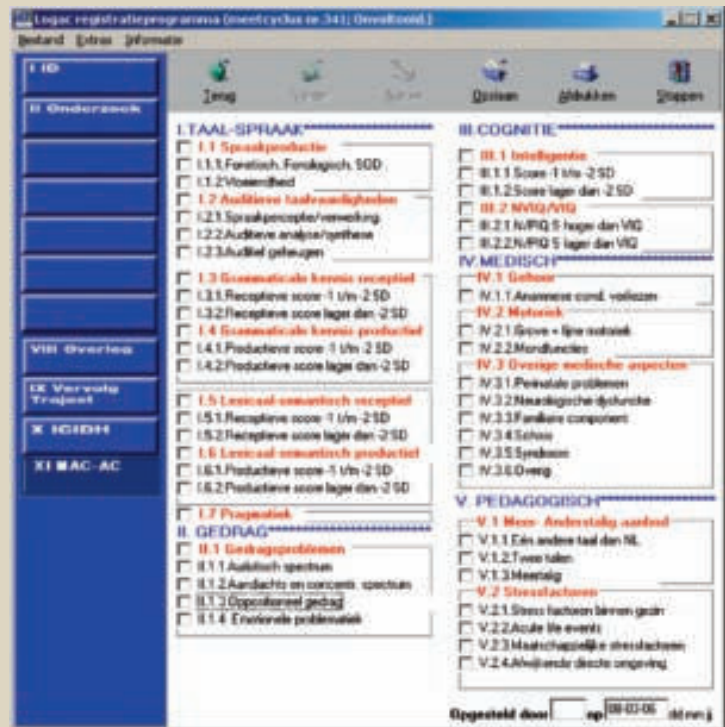 Logac registratieprogramma (meetcyclus nr.341; Onvoltooid.)
Bestand Extras Informatie
I ID
II Onderzoek
VIII Overleg
IX Vervolg
Traject
X IGIDH
XI MAC-AC
Terug Opslaan Afdrukken Stoppen
I.TAAL-SPRAAK
I.1 Spraakproductie
I.1.1.Fonetisch. Fonologisch. SOD
I.1.2.Vloeiendheid
I.2 Auditieve taalvaardigheden
I.2.1.Spraakperceptie/verwerking
I.2.2.Auditieve analyse/synthese
I.2.3.Auditief geheugen
I.3 Grammaticale kennis receptief
I.3.1.Receptieve score -1 t/m -2 SD
I.3.2.Receptieve score lager dan -2 SD
I.4 Grammaticale kennis productief
I.4.1.Productieve score -1 t/m -2 SD
I.4.2.Productieve score lager dan -2 SD
I.5 Lexicaal-semantisch receptief
I.5.1.Receptieve score -1 t/m -2 SD
I.5.2.Receptieve score lager dan -2 SD
I.6 Lexicaal-semantisch productief
I.6.1.Productieve score -1 t/m -2 SD
I.6.2.Productieve score lager dan -2 SD
I.7 Pragmatiek
II. GEDRAG
II.1 Gedragsproblemen
II.1.1.Autistisch spectrum
II.1.2.Aandachts en concentr. spectrum
II.1.3.Oppositioneel gedrag
II.1.4. Emotionele problematiek
III.COGNITIE
III.1 Intelligentie
III.1.1.Score -1 t/m -2 SD
III.1.2.Score lager dan -2 SD
III.2 NVIQ/VIQ
III.2.1.N/PIQ S hoger dan VIQ
III.2.2.N/PIQ S lager dan VIQ
IV.MEDISCH
IV.1 Gehoor
IV.1.1.Anamnese cond. verliezen
IV.2 Motoriek
IV.2.1.Grove + fijne motoriek
IV.2.2.Mondfuncties
IV.3 Overige medische aspecten
IV.3.1.Perinatale problemen
IV.3.2.Neurologische dysfunctie
IV.3.3.Familiaire component
IV.3.4.Schisis
IV.3.5.Syndroom
IV.3.6.Overig
V. PEDAGOGISCH
V.1 Meer- Anderstalig aanbod
V.1.1.Eén andere taal dan NL
V.1.2.Twee talen
V.1.3.Meertalig
V.2 Stressfactoren
V.2.1.Stress factoren binnen gezin
V.2.2.Acute life events
V.2.3.Maatschappelijke stressfactoren
V.2.4.Afwijkende directe omgeving
Opgesteld door op 08-03-06 dd mm jj